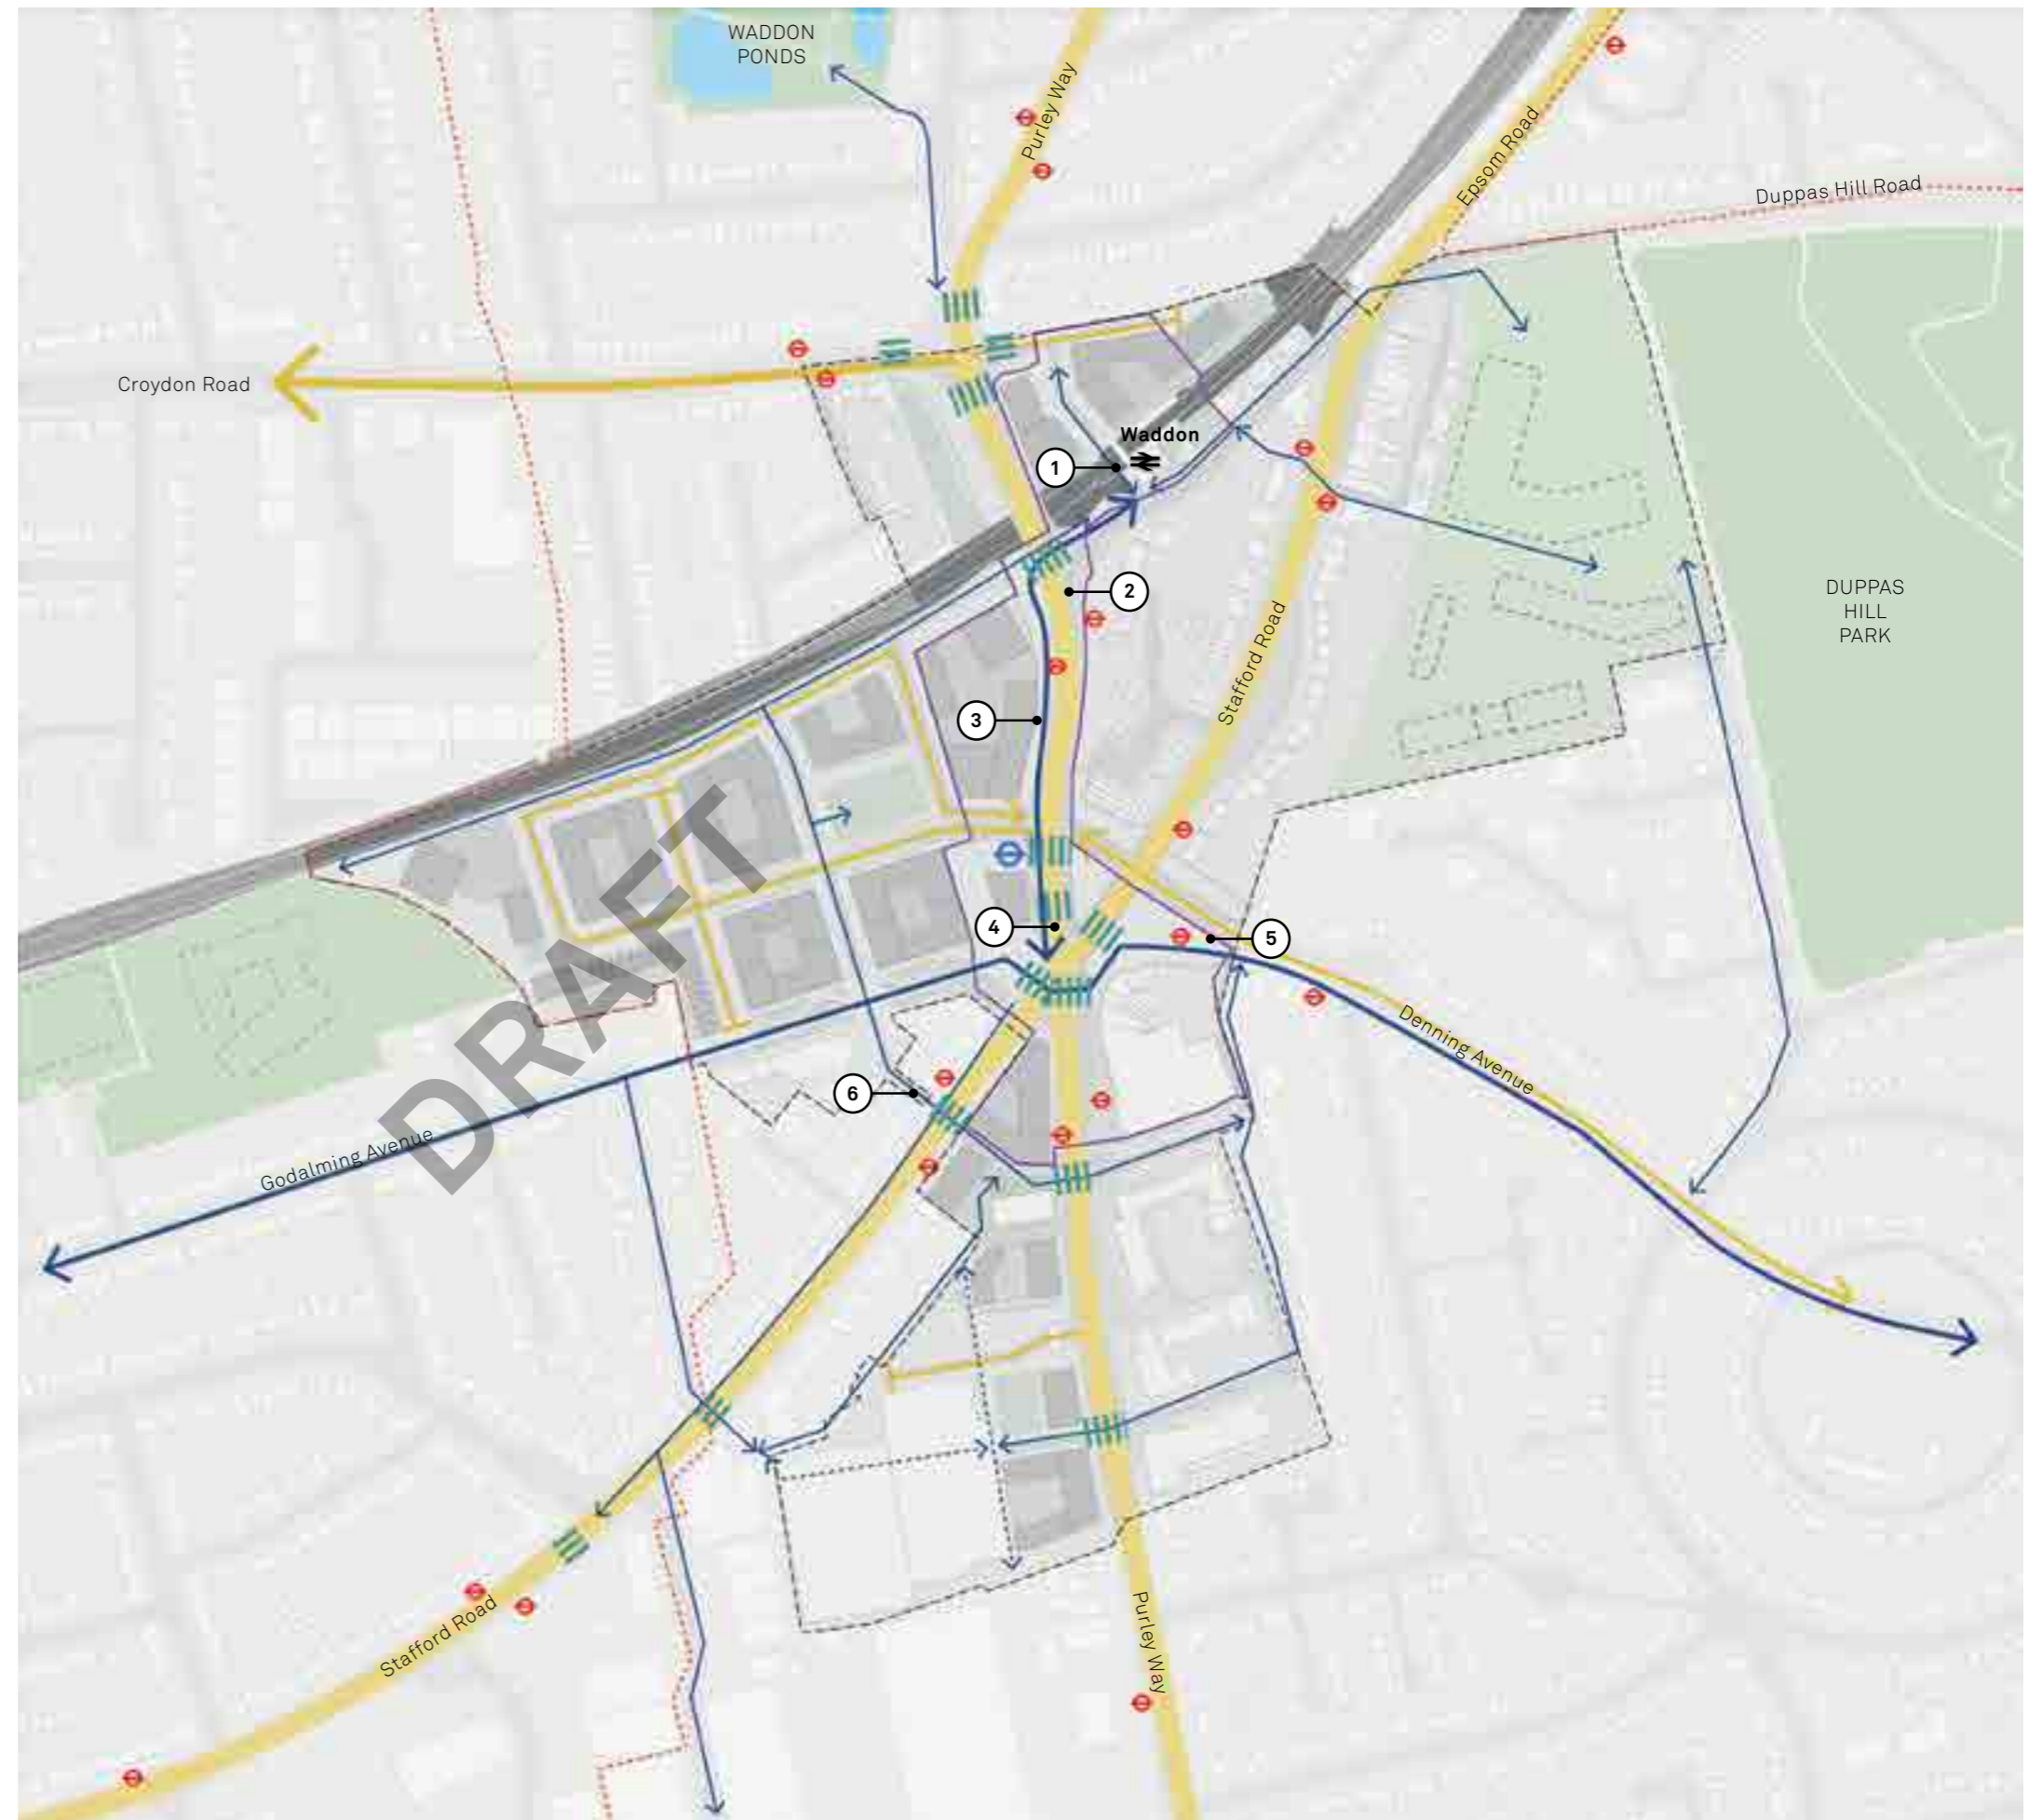 WADDON
PONDS
Purley Way
Epsom Road
Duppas Hill Road
Croydon Road
Waddon
1
2
DUPPAS
HILL
PARK
Stafford Road
3
4
5
DRAFT
Denning Avenue
6
Godalming Avenue
Stafford Road
Purley Way